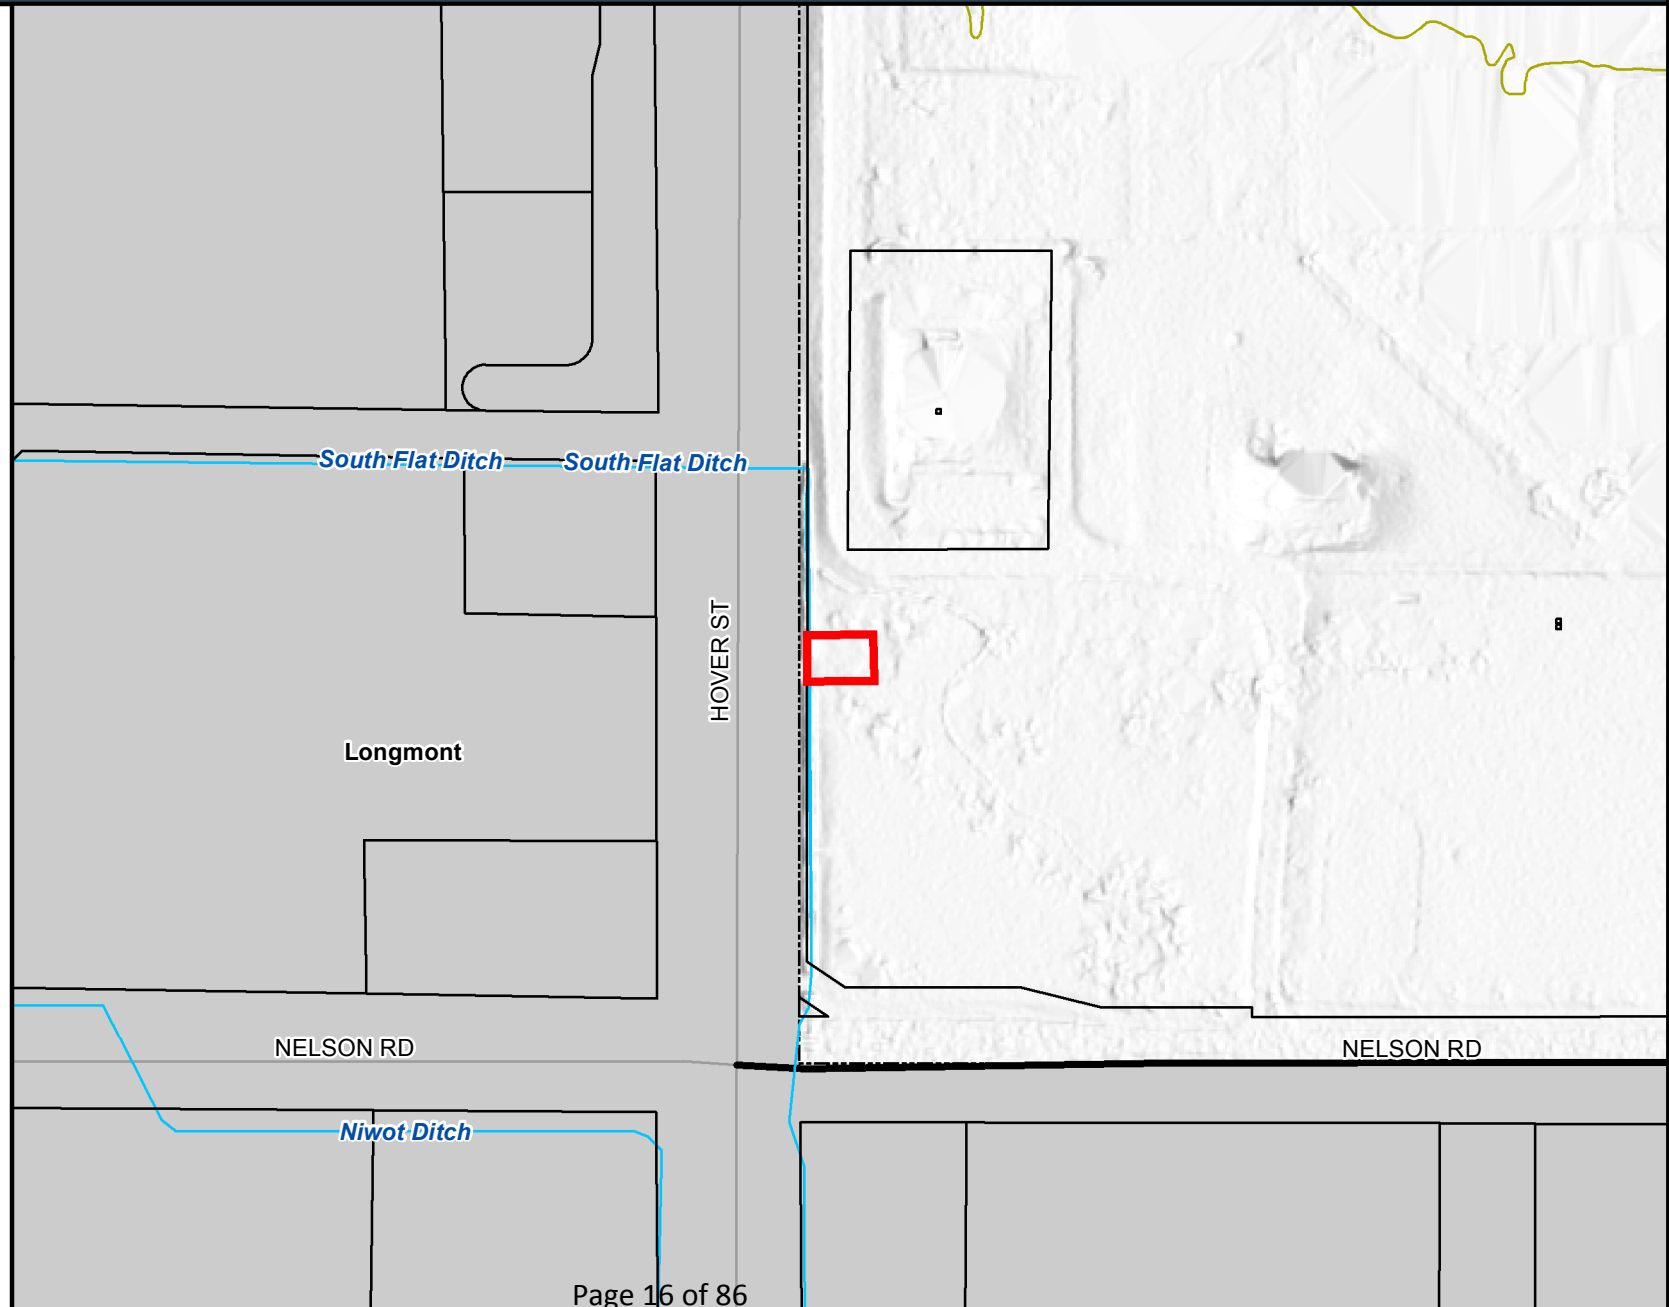 South Flat Ditch
South Flat Ditch
HOVER ST
Longmont
NELSON RD
NELSON RD
Niwot Ditch
Page 16 of 86